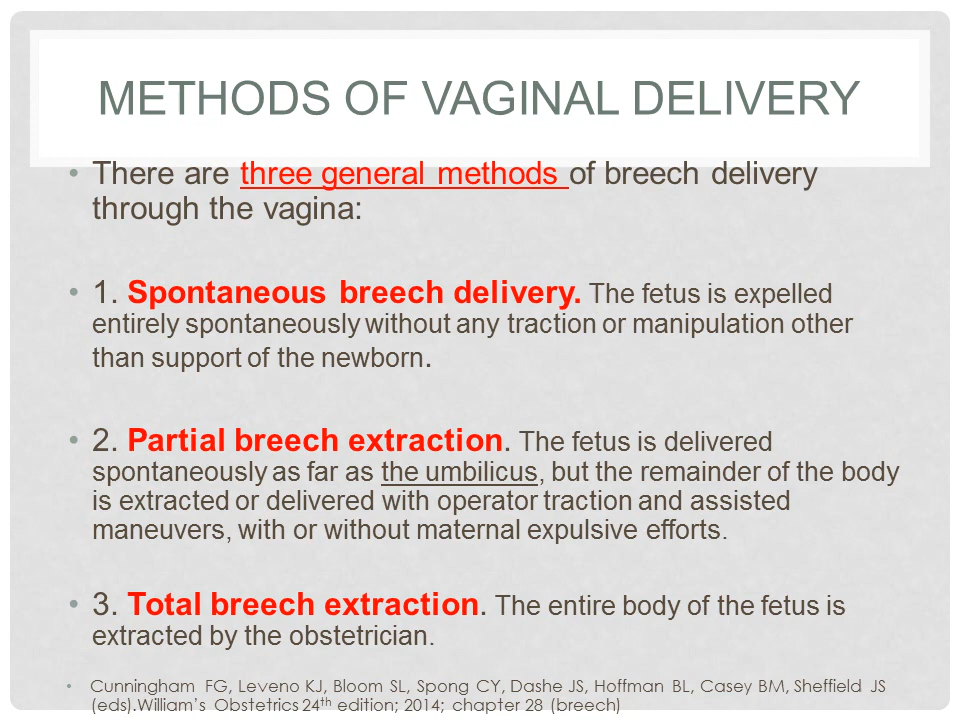 METHODS OF VAGINAL DELIVERY
• There are three general methods of breech delivery
through the vagina:
• 1. Spontaneous breech delivery. The fetus is expelled
entirely spontaneously without any traction or manipulation other
than support of the newborn.
• 2. Partial breech extraction. The fetus is delivered
spontaneously as far as the umbilicus, but the remainder of the body
is extracted or delivered with operator traction and assisted
maneuvers, with or without maternal expulsive efforts.
• 3. Total breech extraction. The entire body of the fetus is
extracted by the obstetrician.
• Cunningham FG, Leveno KJ, Bloom SL, Spong CY, Dashe JS, Hoffman BL, Casey BM, Sheffield JS
(eds).William’s Obstetrics 24th edition; 2014; chapter 28 (breech)